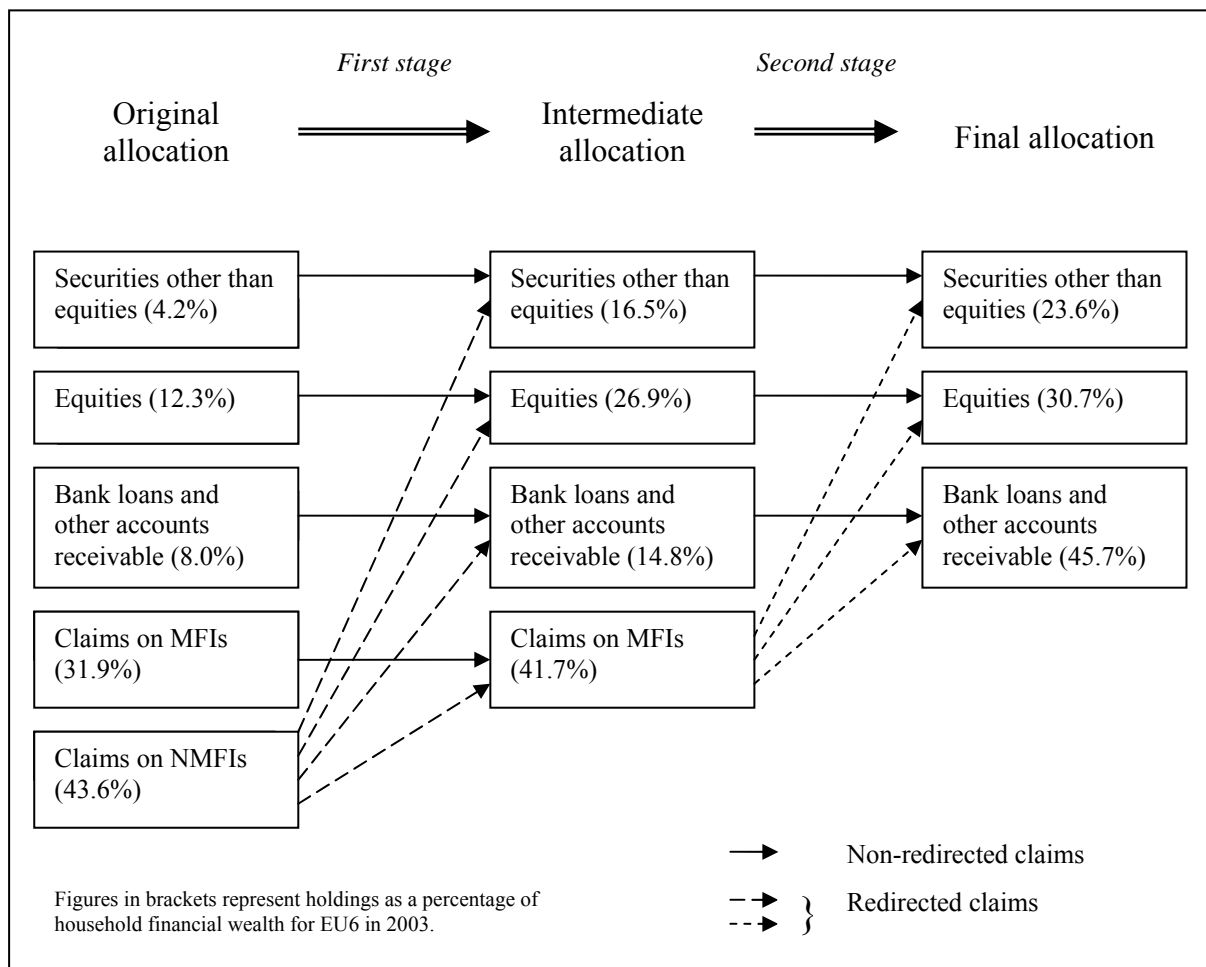 First stage
Second stage
Original
allocation
Intermediate
allocation
Final allocation
Securities other than
equities (4.2%)
Securities other than
equities (16.5%)
Securities other than
equities (23.6%)
Equities (12.3%)
Equities (26.9%)
Equities (30.7%)
Bank loans and
other accounts
receivable (8.0%)
Bank loans and
other accounts
receivable (14.8%)
Bank loans and
other accounts
receivable (45.7%)
Claims on MFIs
(31.9%)
Claims on MFIs
(41.7%)
Claims on NMFIs
(43.6%)
Non-redirected claims
} Redirected claims
Figures in brackets represent holdings as a percentage of
household financial wealth for EU6 in 2003.